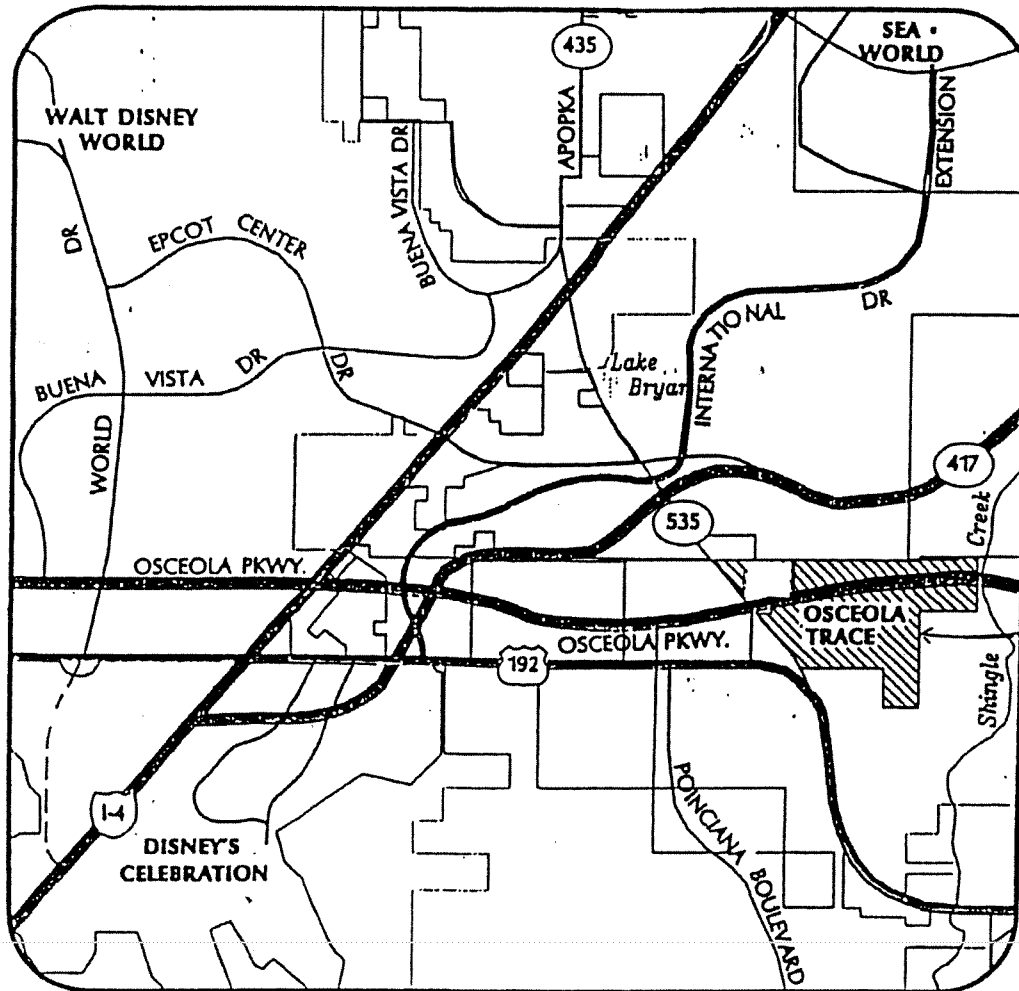 435
SEA
WORLD
WALT DISNEY
WORLD
APOPKA
EXTENSION
BUENA VISTA DR
DR
EPCOT CENTER
DR
INTERNATIONAL
DR
Lake
Bryan
BUENA VISTA DR
WORLD
417
535
Creek
OSCEOLA PKWY.
OSCEOLA
TRACE
OSCEOLA PKWY.
192
Shingle
I-4
POINCIANA BOULEVARD
DISNEY'S
CELEBRATION